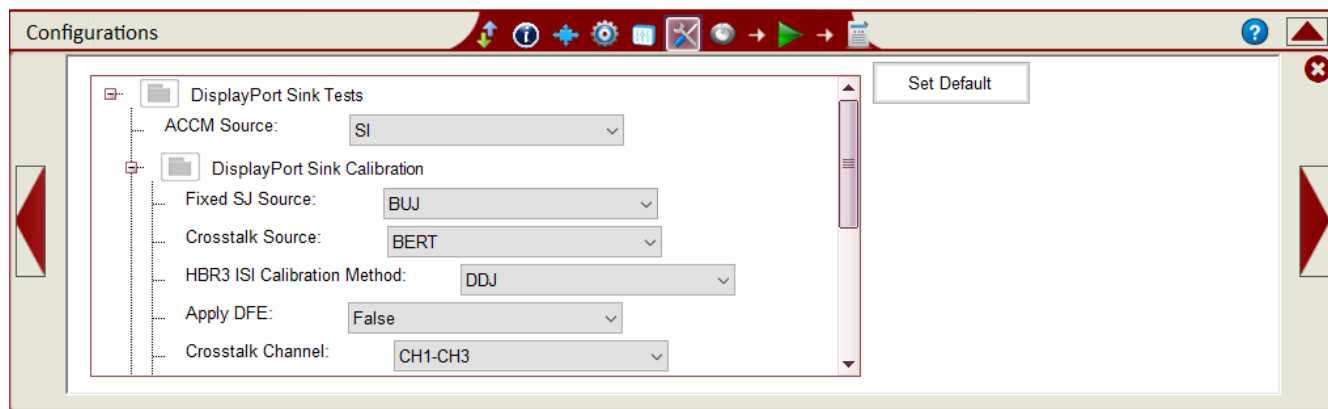 Configurations
DisplayPort Sink Tests
Set Default
ACCM Source: SI
DisplayPort Sink Calibration
Fixed SJ Source: BUJ
Crosstalk Source: BERT
HBR3 ISI Calibration Method: DDJ
Apply DFE: False
Crosstalk Channel: CH1-CH3